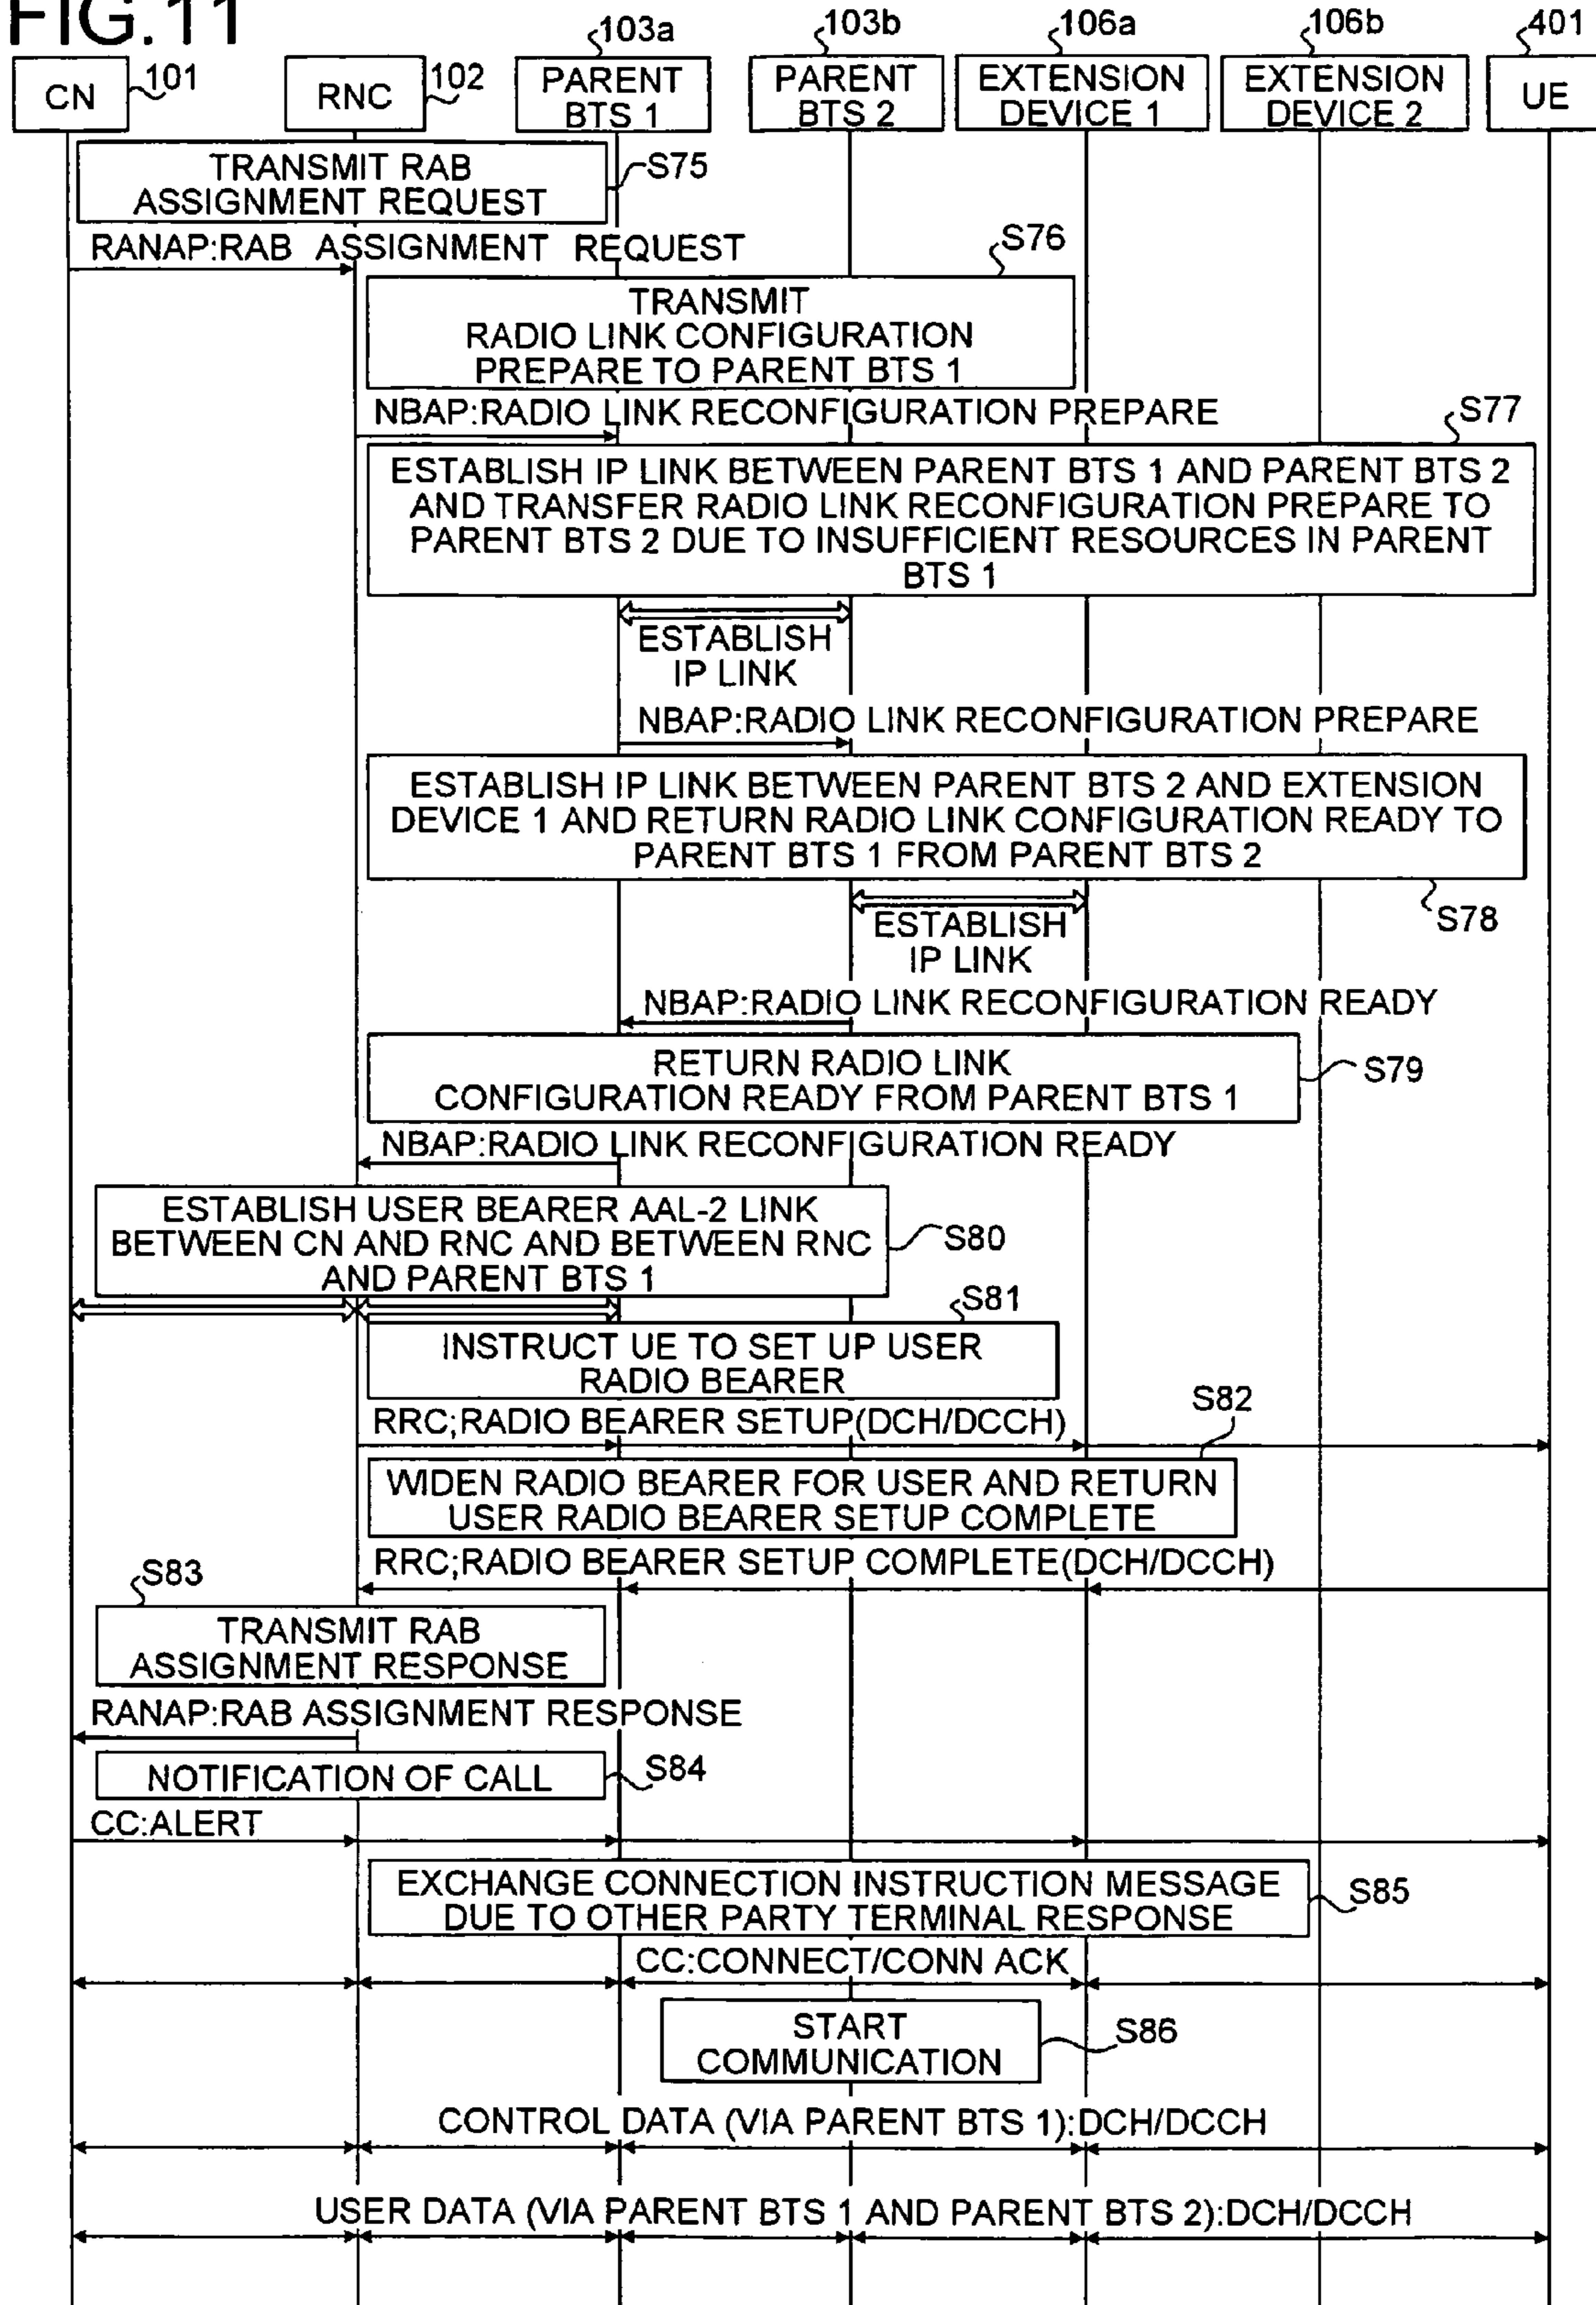 FIG.11
103a
103b
106a
106b
401
CN
101
RNC
102
PARENT
BTS 1
PARENT
BTS 2
EXTENSION
DEVICE 1
EXTENSION
DEVICE 2
UE
TRANSMIT RAB
ASSIGNMENT REQUEST
S75
RANAP:RAB ASSIGNMENT REQUEST
S76
TRANSMIT
RADIO LINK CONFIGURATION
PREPARE TO PARENT BTS 1
NBAP:RADIO LINK RECONFIGURATION PREPARE
S77
ESTABLISH IP LINK BETWEEN PARENT BTS 1 AND PARENT BTS 2
AND TRANSFER RADIO LINK RECONFIGURATION PREPARE TO
PARENT BTS 2 DUE TO INSUFFICIENT RESOURCES IN PARENT
BTS 1
ESTABLISH
IP LINK
NBAP:RADIO LINK RECONFIGURATION PREPARE
ESTABLISH IP LINK BETWEEN PARENT BTS 2 AND EXTENSION
DEVICE 1 AND RETURN RADIO LINK CONFIGURATION READY TO
PARENT BTS 1 FROM PARENT BTS 2
S78
ESTABLISH
IP LINK
NBAP:RADIO LINK RECONFIGURATION READY
RETURN RADIO LINK
CONFIGURATION READY FROM PARENT BTS 1
S79
NBAP:RADIO LINK RECONFIGURATION READY
ESTABLISH USER BEARER AAL-2 LINK
BETWEEN CN AND RNC AND BETWEEN RNC
AND PARENT BTS 1
S80
S81
INSTRUCT UE TO SET UP USER
RADIO BEARER
RRC;RADIO BEARER SETUP(DCH/DCCH)
S82
WIDEN RADIO BEARER FOR USER AND RETURN
USER RADIO BEARER SETUP COMPLETE
RRC;RADIO BEARER SETUP COMPLETE(DCH/DCCH)
S83
TRANSMIT RAB
ASSIGNMENT RESPONSE
RANAP:RAB ASSIGNMENT RESPONSE
NOTIFICATION OF CALL
S84
CC:ALERT
EXCHANGE CONNECTION INSTRUCTION MESSAGE
DUE TO OTHER PARTY TERMINAL RESPONSE
S85
CC:CONNECT/CONN ACK
START
COMMUNICATION
S86
CONTROL DATA (VIA PARENT BTS 1):DCH/DCCH
USER DATA (VIA PARENT BTS 1 AND PARENT BTS 2):DCH/DCCH